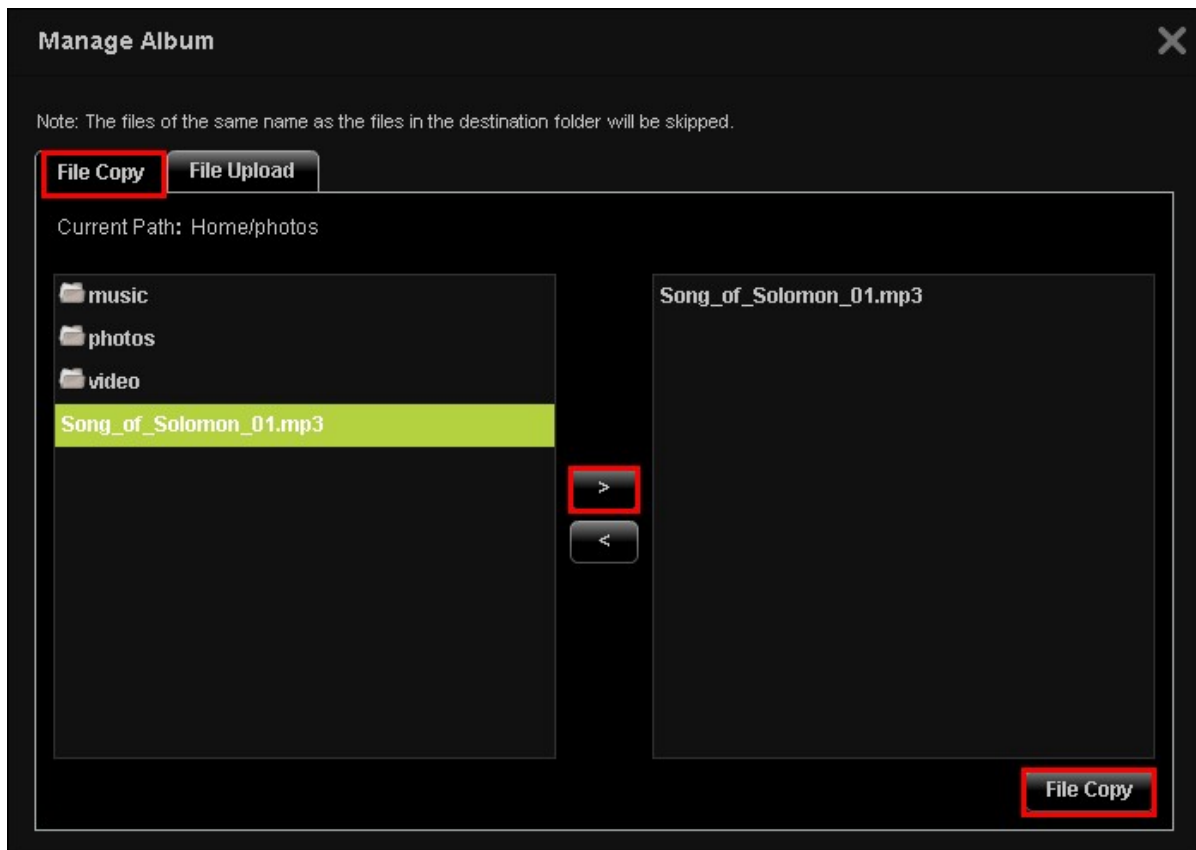 Manage Album
Note: The files of the same name as the files in the destination folder will be skipped.
File Copy
File Upload
Current Path: Home/photos
music
photos
video
Song_of_Solomon_01.mp3
>
<
Song_of_Solomon_01.mp3
File Copy